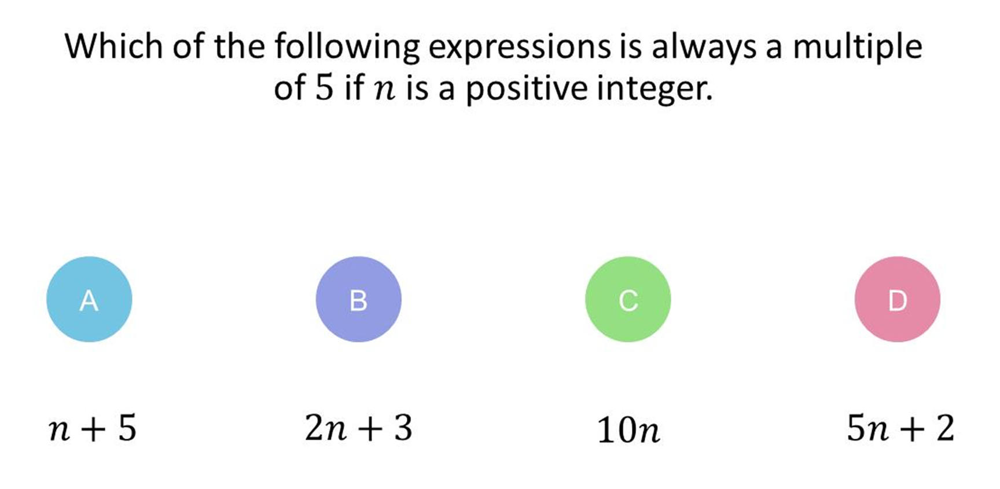 Which of the following expressions is always a multiple
of 5 if n is a positive integer.
A
B
C
D
n + 5
2n + 3
10n
5n + 2